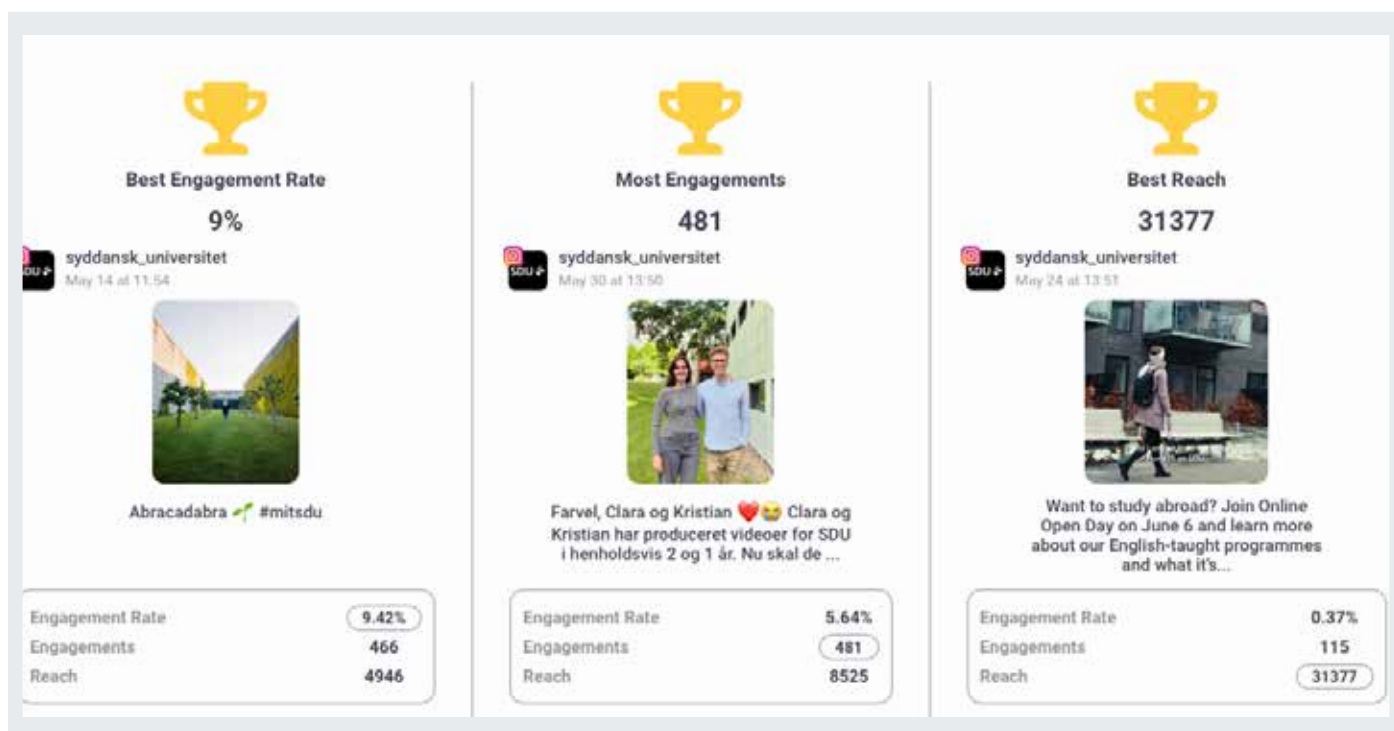 Best Engagement Rate
9%
SDU
syddansk_universitet
May 14 at 11:54
Abracadabra 🌱 #mitsdu
Engagement Rate 9.42%
Engagements 466
Reach 4946
Most Engagements
481
SDU
syddansk_universitet
May 30 at 13:50
Farvel, Clara og Kristian ❤️😭 Clara og
Kristian har produceret videoer for SDU
i henholdsvis 2 og 1 år. Nu skal de ...
Engagement Rate 5.64%
Engagements 481
Reach 8525
Best Reach
31377
SDU
syddansk_universitet
May 24 at 13:51
Want to study abroad? Join Online
Open Day on June 6 and learn more
about our English-taught programmes
and what it's...
Engagement Rate 0.37%
Engagements 115
Reach 31377